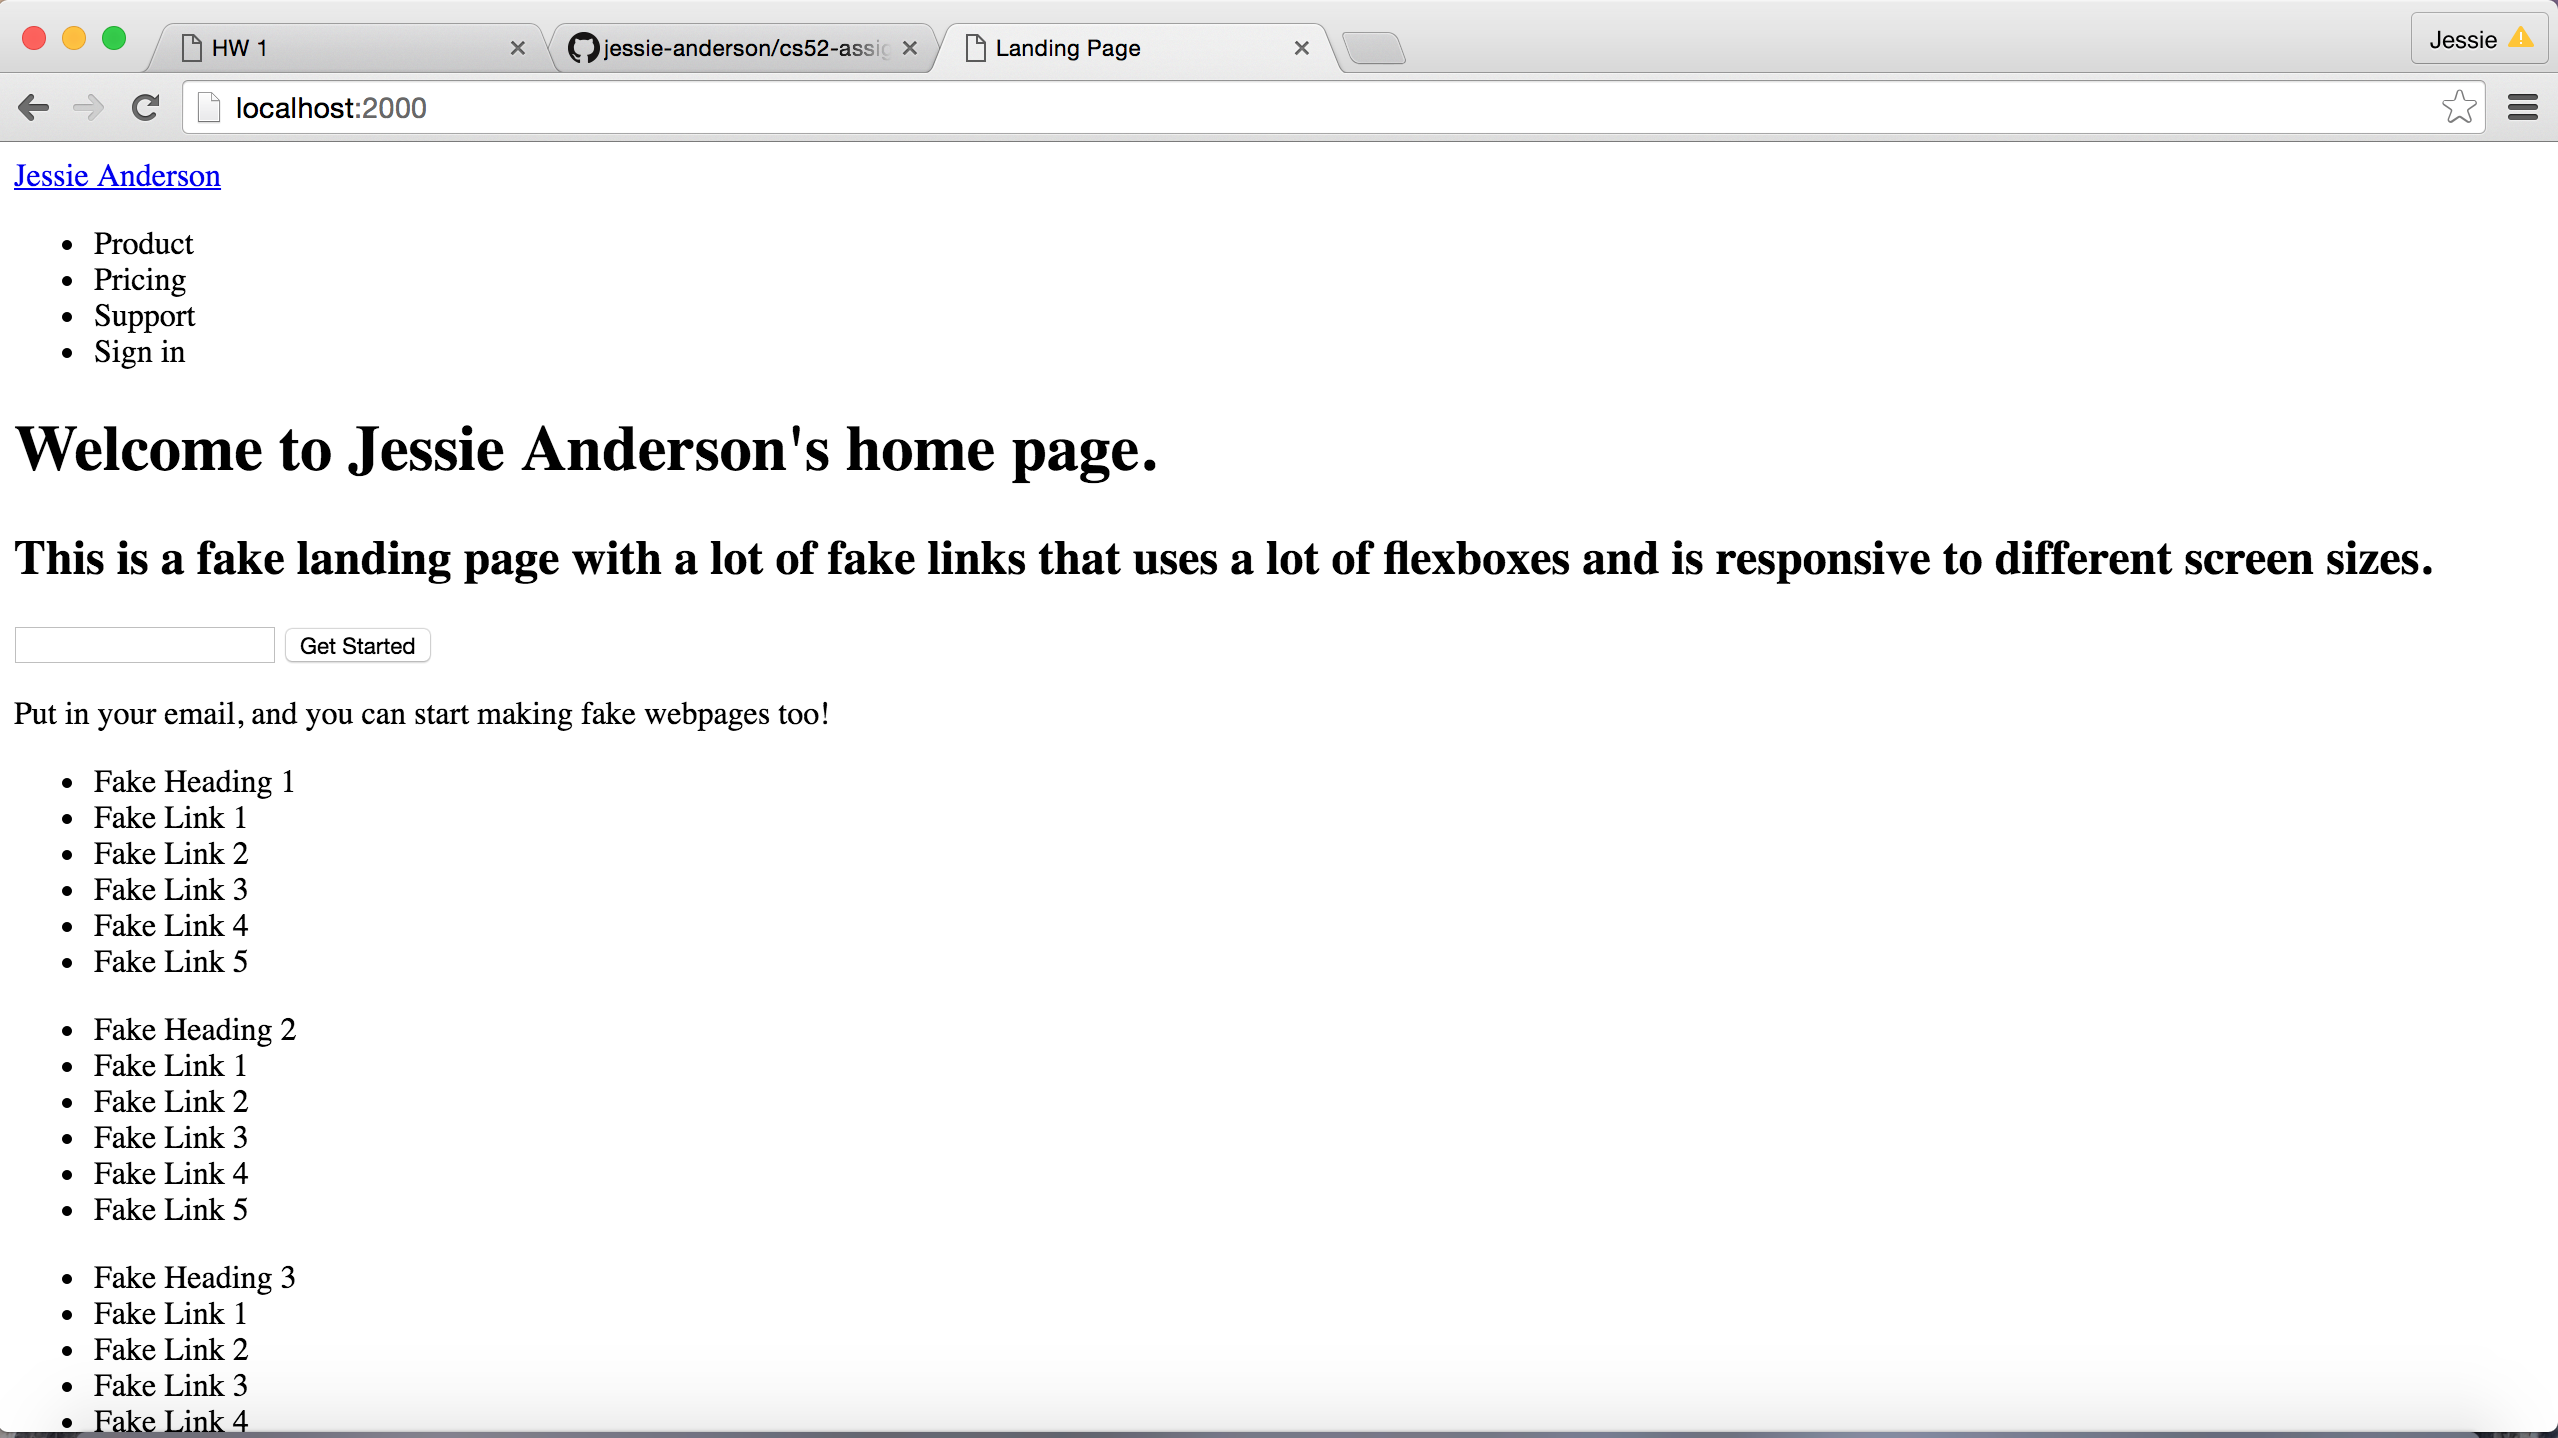 HW 1
jessie-anderson/cs52-assig
Landing Page
Jessie
localhost:2000
Jessie Anderson
Product
Pricing
Support
Sign in
Welcome to Jessie Anderson's home page.
This is a fake landing page with a lot of fake links that uses a lot of flexboxes and is responsive to different screen sizes.
Get Started
Put in your email, and you can start making fake webpages too!
Fake Heading 1
Fake Link 1
Fake Link 2
Fake Link 3
Fake Link 4
Fake Link 5
Fake Heading 2
Fake Link 1
Fake Link 2
Fake Link 3
Fake Link 4
Fake Link 5
Fake Heading 3
Fake Link 1
Fake Link 2
Fake Link 3
Fake Link 4